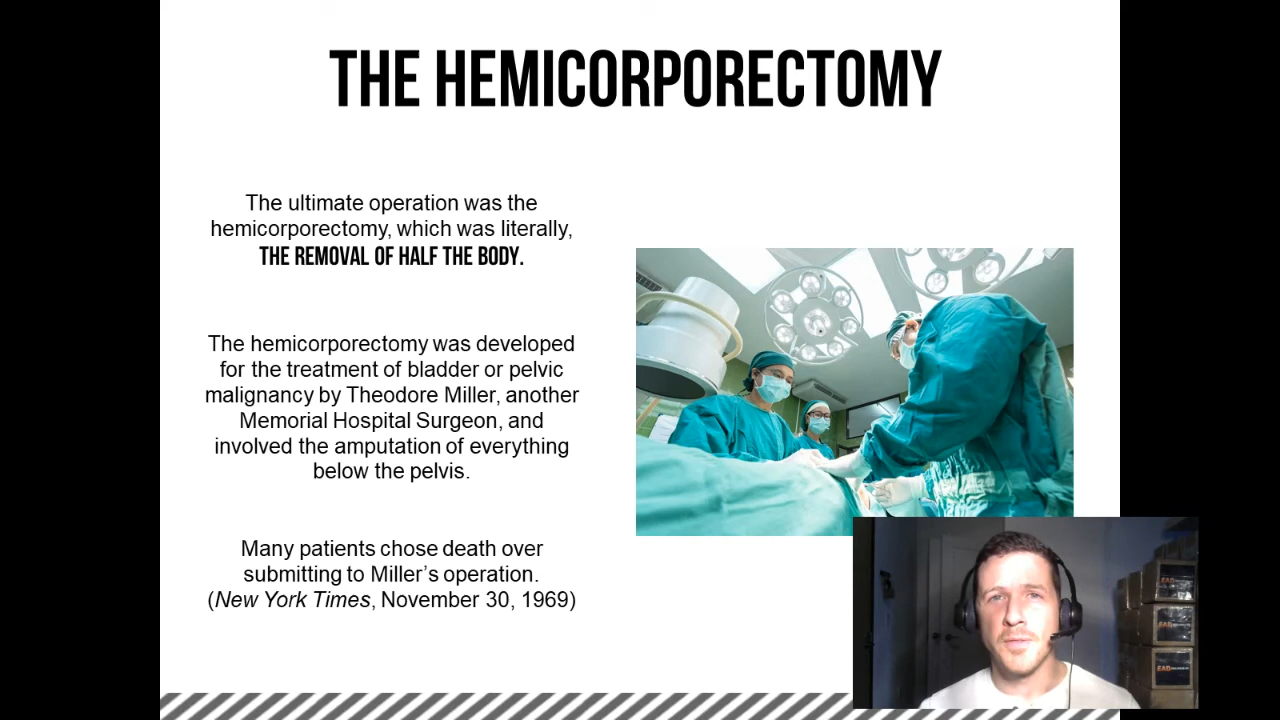 THE HEMICORPORECTOMY
The ultimate operation was the
hemicorporectomy, which was literally,
THE REMOVAL OF HALF THE BODY.
The hemicorporectomy was developed
for the treatment of bladder or pelvic
malignancy by Theodore Miller, another
Memorial Hospital Surgeon, and
involved the amputation of everything
below the pelvis.
Many patients chose death over
submitting to Miller’s operation.
(New York Times, November 30, 1969)
EAD
EAD
EAD